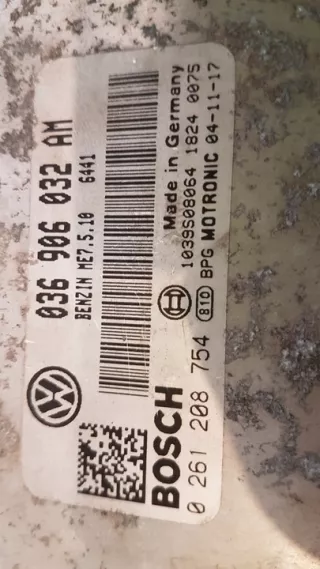 036 906 032 AM
BENZIN ME7.5.10 6441
Made in Germany
1039S08064 1824 0075
810 BPG MOTRONIC 04-11-17
BOSCH
0 261 208 754